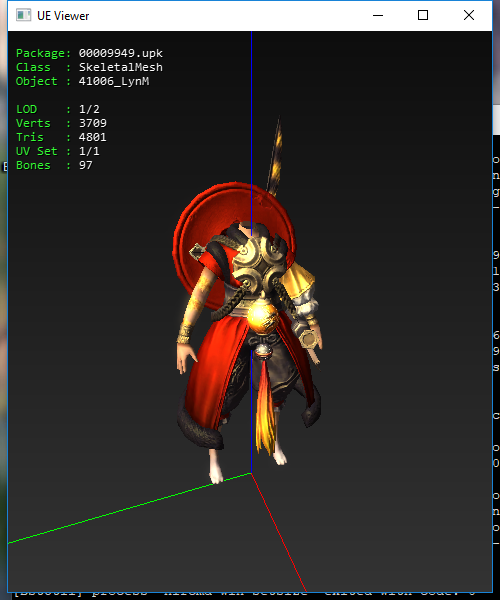 UE Viewer
Package: 00009949.upk
Class : SkeletalMesh
Object : 41006_LynM
LOD : 1/2
Verts : 3709
Tris : 4801
UV Set : 1/1
Bones : 97